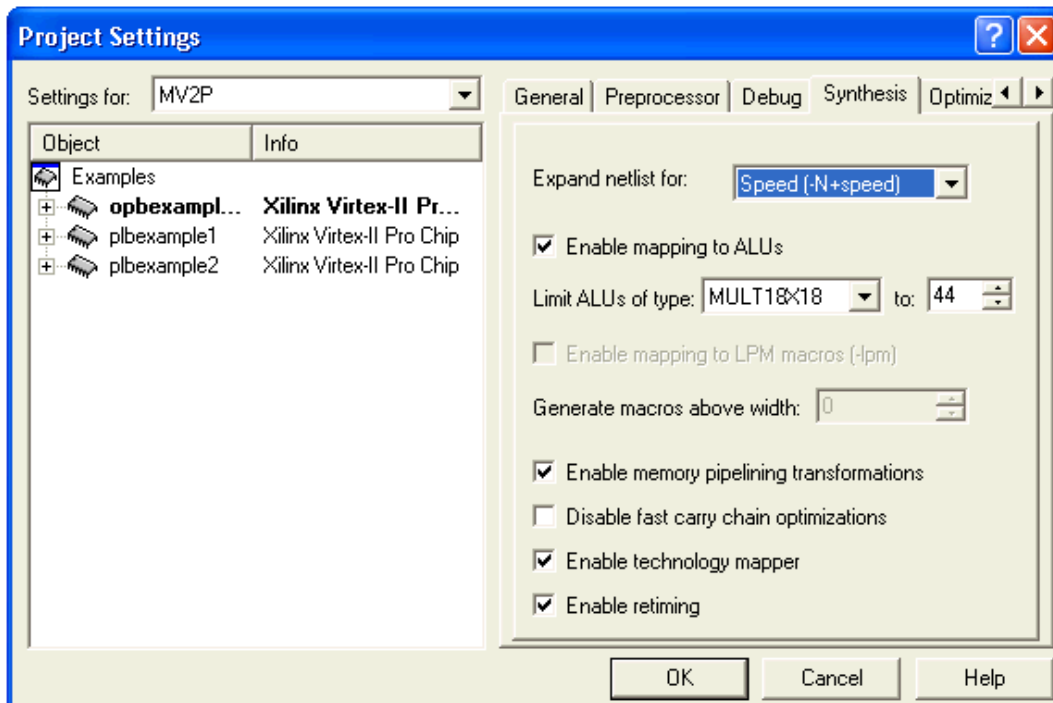 Project Settings
Settings for: MV2P
Object Info
Examples
opbexampl... Xilinx Virtex-II Pr...
plbexample1 Xilinx Virtex-II Pro Chip
plbexample2 Xilinx Virtex-II Pro Chip
General Preprocessor Debug Synthesis Optimiz
Expand netlist for: Speed (-N+speed)
Enable mapping to ALUs
Limit ALUs of type: MULT18X18 to: 44
Enable mapping to LPM macros (-lpm)
Generate macros above width: 0
Enable memory pipelining transformations
Disable fast carry chain optimizations
Enable technology mapper
Enable retiming
OK Cancel Help